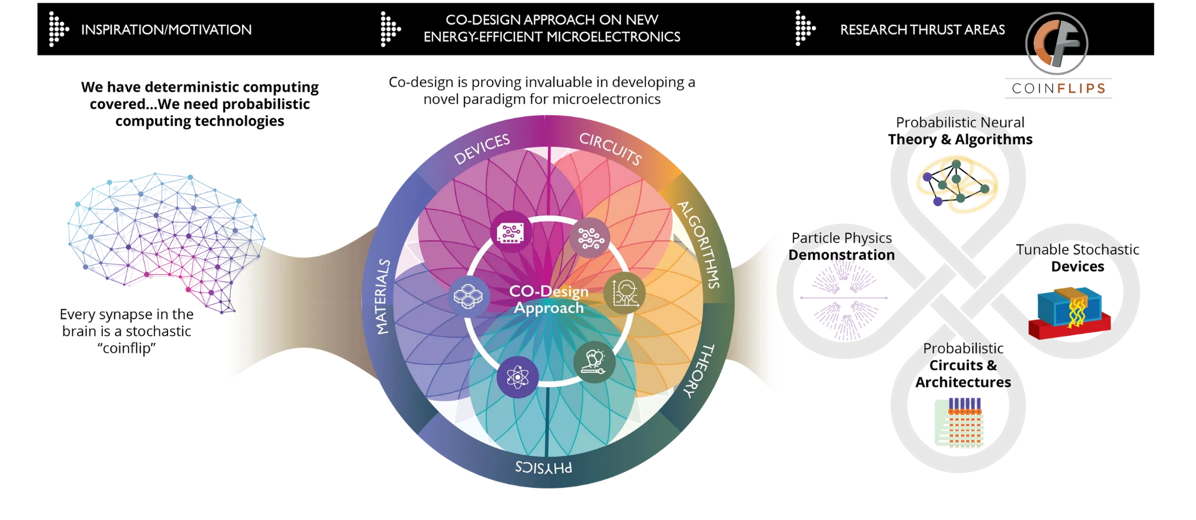 INSPIRATION/MOTIVATION
CO-DESIGN APPROACH ON NEW
ENERGY-EFFICIENT MICROELECTRONICS
RESEARCH THRUST AREAS
CF
COINFLIPS
We have deterministic computing
covered...We need probabilistic
computing technologies
Every synapse in the
brain is a stochastic
“coinflip”
Co-design is proving invaluable in developing a
novel paradigm for microelectronics
DEVICES
CIRCUITS
ALGORITHMS
THEORY
PHYSICS
MATERIALS
CO-Design
Approach
Probabilistic Neural
Theory & Algorithms
Particle Physics
Demonstration
Tunable Stochastic
Devices
Probabilistic
Circuits &
Architectures